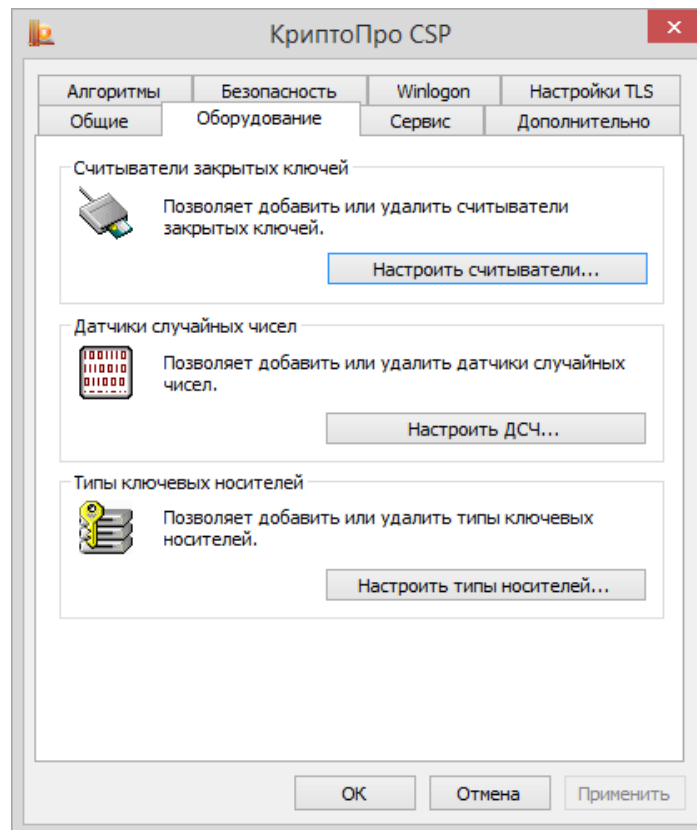 КриптоПро CSP
Алгоритмы Безопасность Winlogon Настройки TLS
Общие Оборудование Сервис Дополнительно
Считыватели закрытых ключей
Позволяет добавить или удалить считыватели
закрытых ключей.
Настроить считыватели...
Датчики случайных чисел
Позволяет добавить или удалить датчики случайных
чисел.
Настроить ДСЧ...
Типы ключевых носителей
Позволяет добавить или удалить типы ключевых
носителей.
Настроить типы носителей...
ОК Отмена Применить